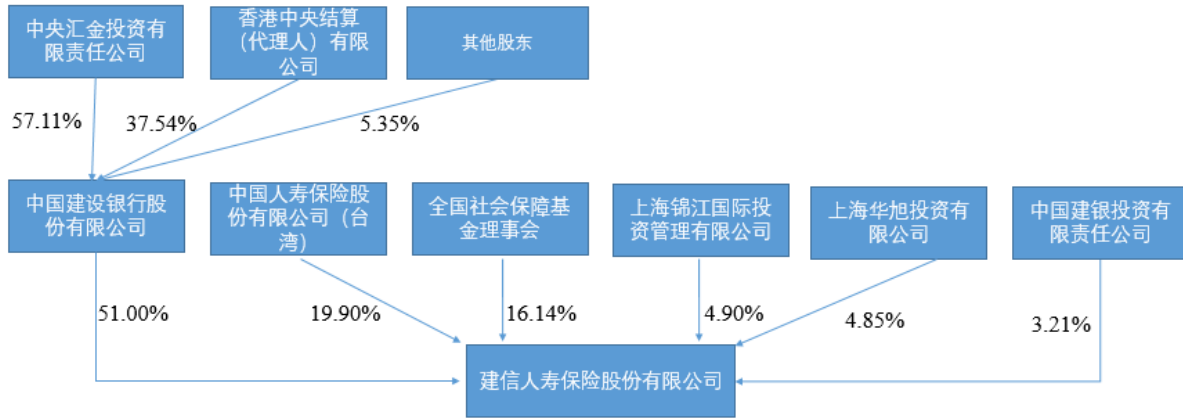 中央汇金投资有
限责任公司
香港中央结算
（代理人）有限
公司
其他股东
57.11%
37.54%
5.35%
中国建设银行股
份有限公司
中国人寿保险股
份有限公司（台
湾）
全国社会保障基
金理事会
上海锦江国际投
资管理有限公司
上海华旭投资有
限公司
中国建银投资有
限责任公司
51.00%
19.90%
16.14%
4.90%
4.85%
3.21%
建信人寿保险股份有限公司